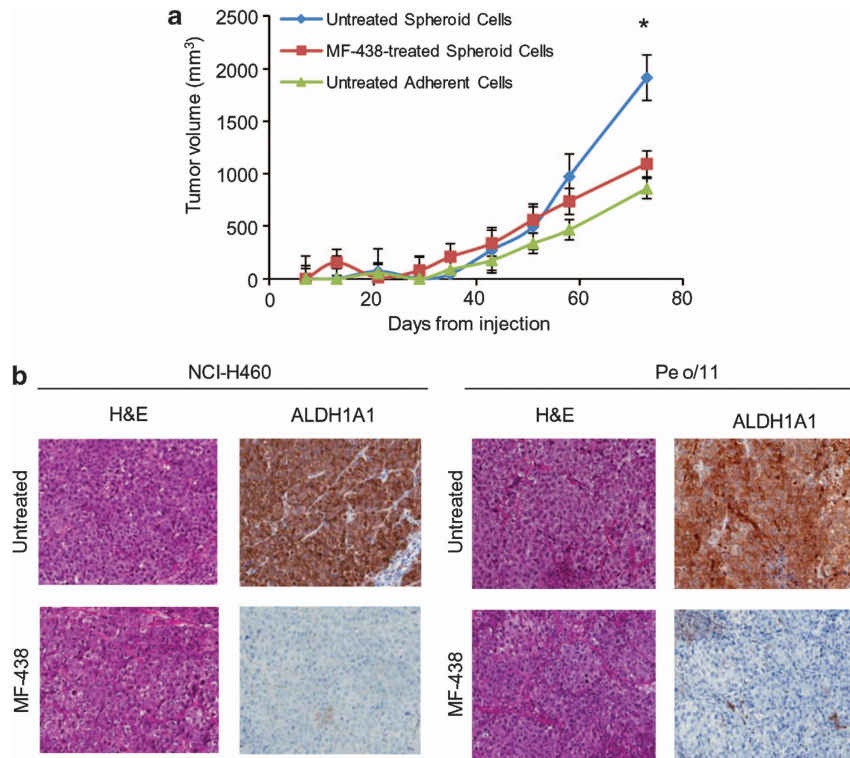 a
Tumor volume (mm³)
2500
2000
1500
1000
500
0
Untreated Spheroid Cells
MF-438-treated Spheroid Cells
Untreated Adherent Cells
*
0 20 40 60 80
Days from injection
b
NCI-H460 Pe o/11
H&E ALDH1A1 H&E ALDH1A1
Untreated Untreated
MF-438 MF-438